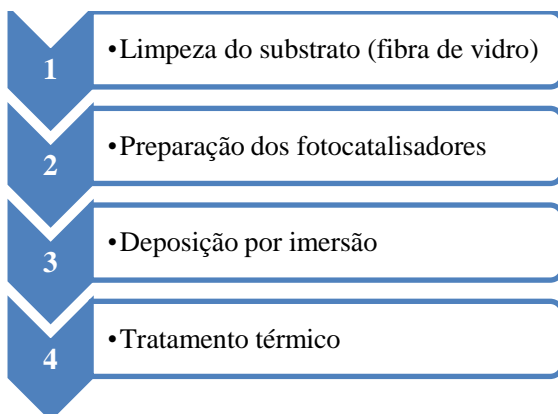 1
•Limpeza do substrato (fibra de vidro)
2
•Preparação dos fotocatalisadores
3
•Deposição por imersão
4
•Tratamento térmico